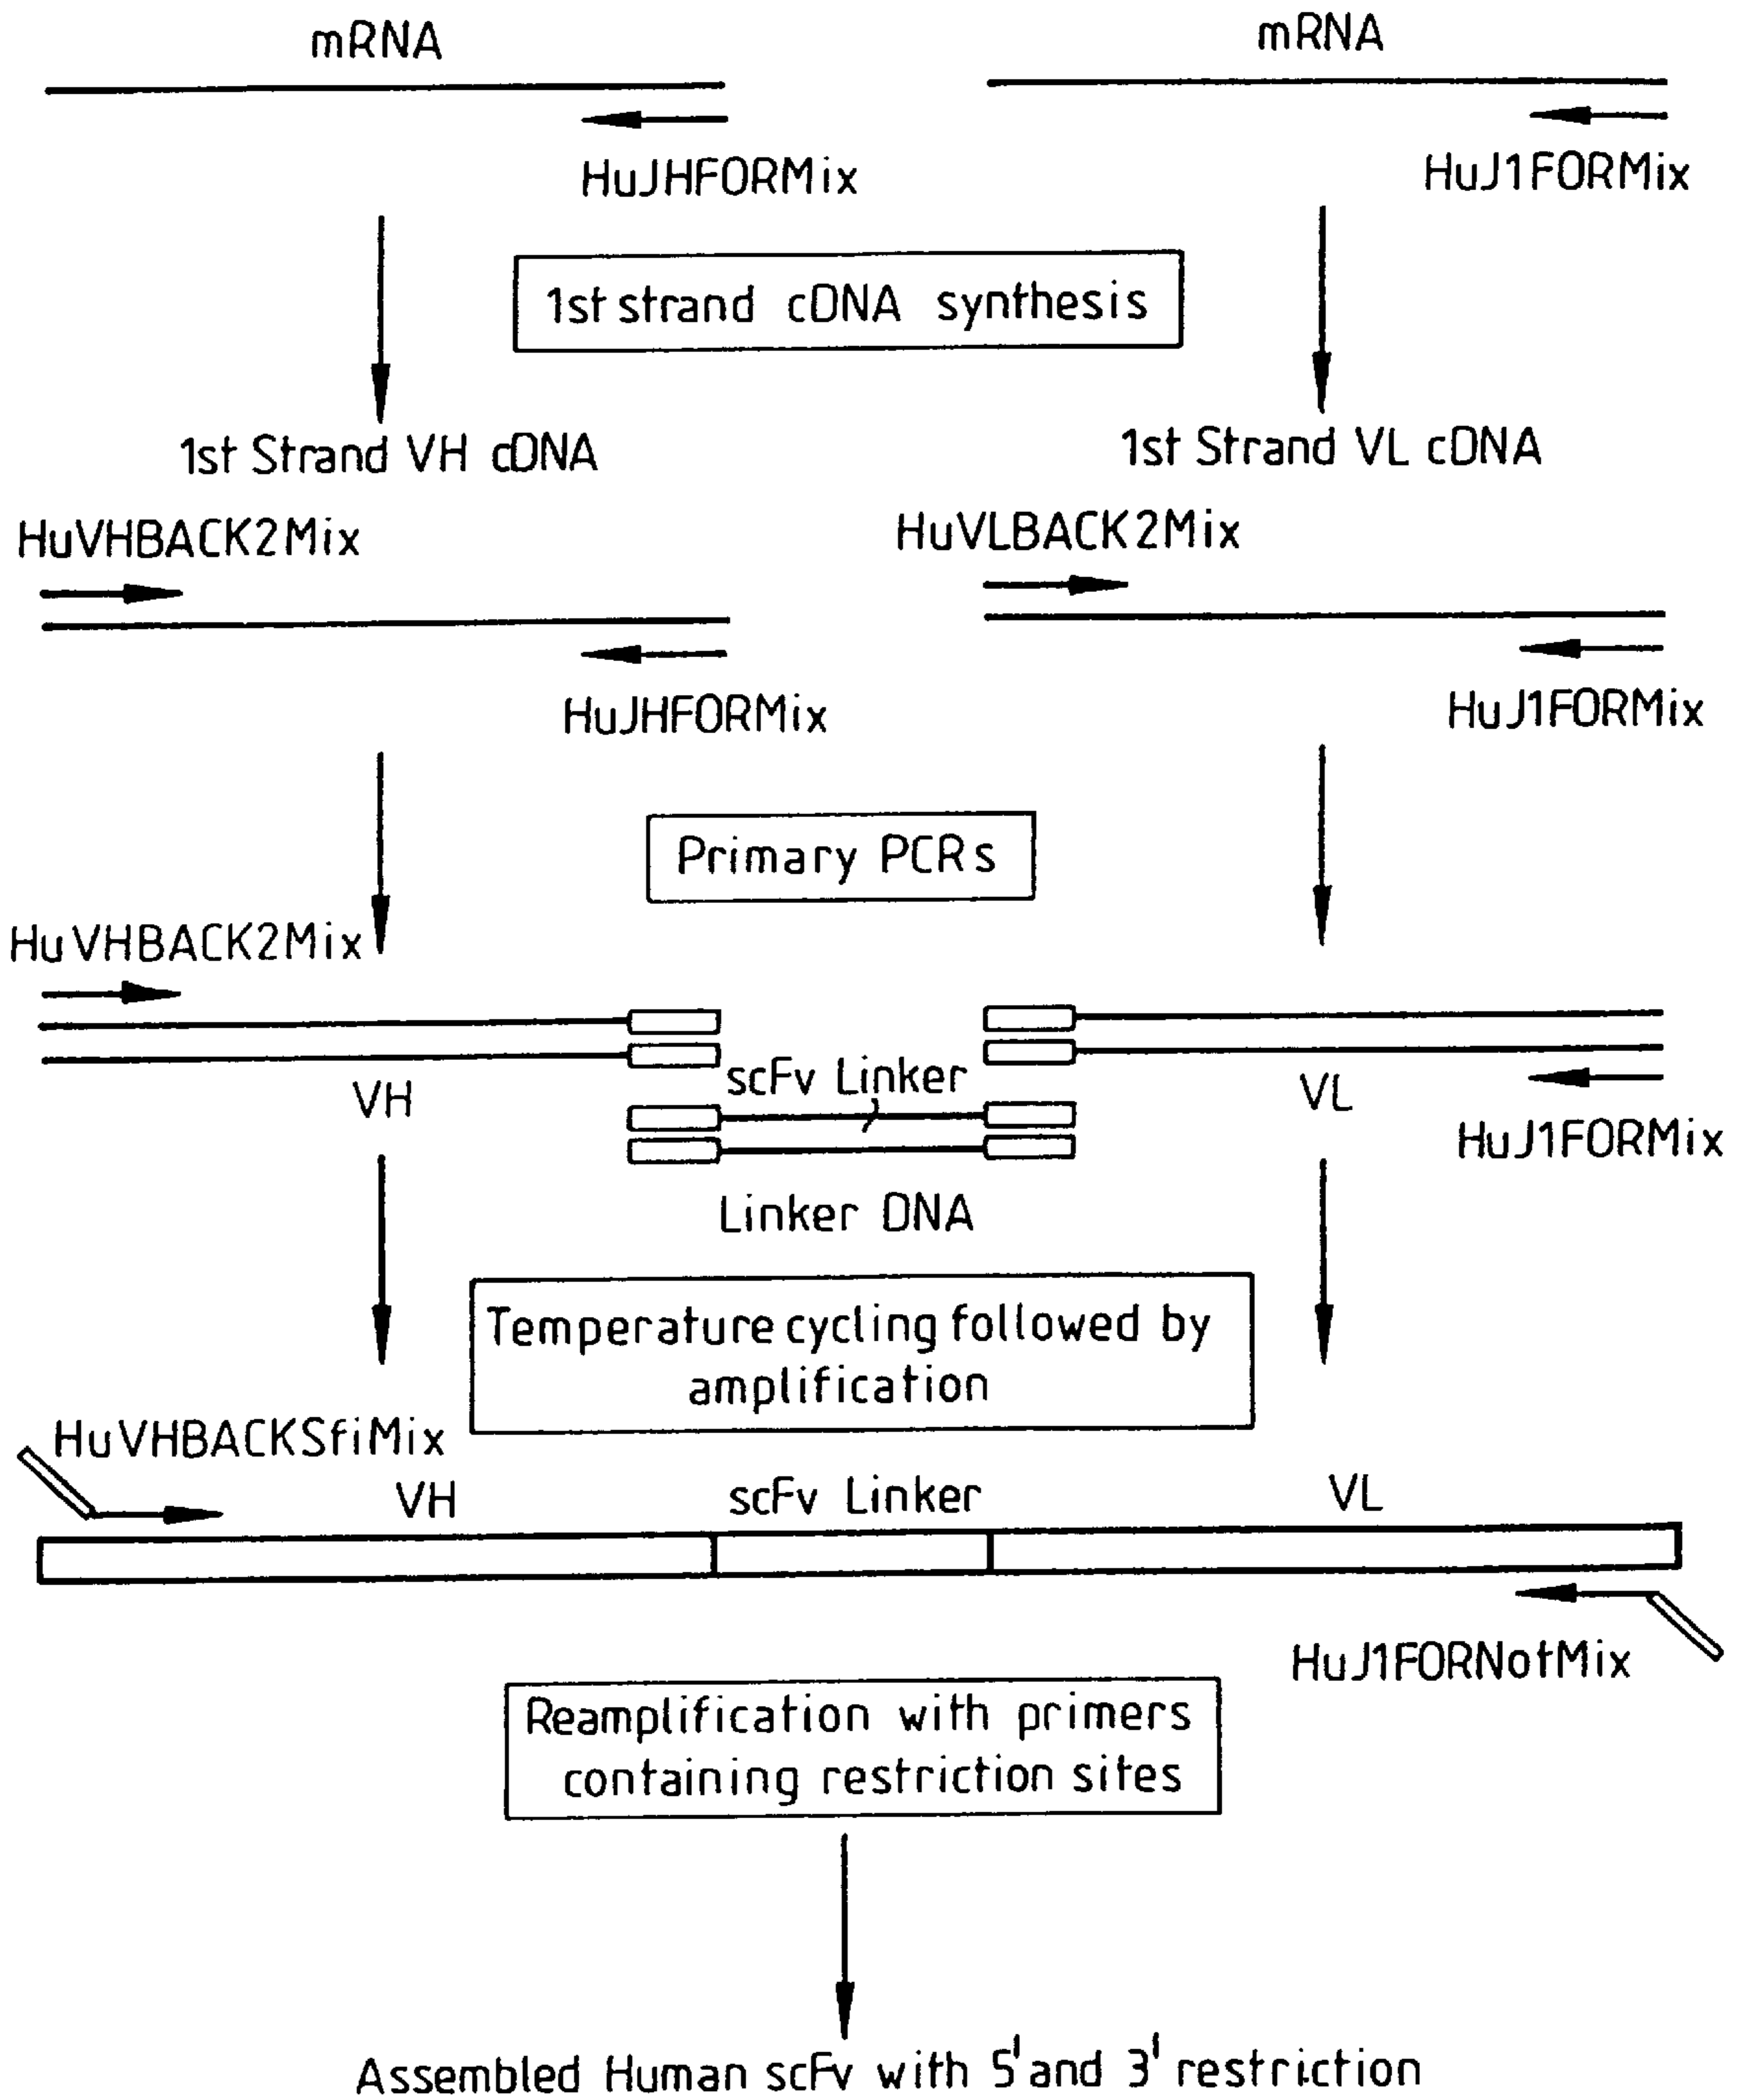 mRNA
mRNA
HuJHFORMix
HuJ1FORMix
1st strand cDNA synthesis
1st Strand VH cDNA
1st Strand VL cDNA
HuVHBACK2Mix
HuVLBACK2Mix
HuJHFORMix
HuJ1FORMix
Primary PCRs
HuVHBACK2Mix
scFv Linker
VH
VL
HuJ1FORMix
Linker DNA
Temperature cycling followed by
amplification
HuVHBACKSfiMix
VH
scFv Linker
VL
HuJ1FORNotMix
Reamplification with primers
containing restriction sites
Assembled Human scFv with 5' and 3' restriction